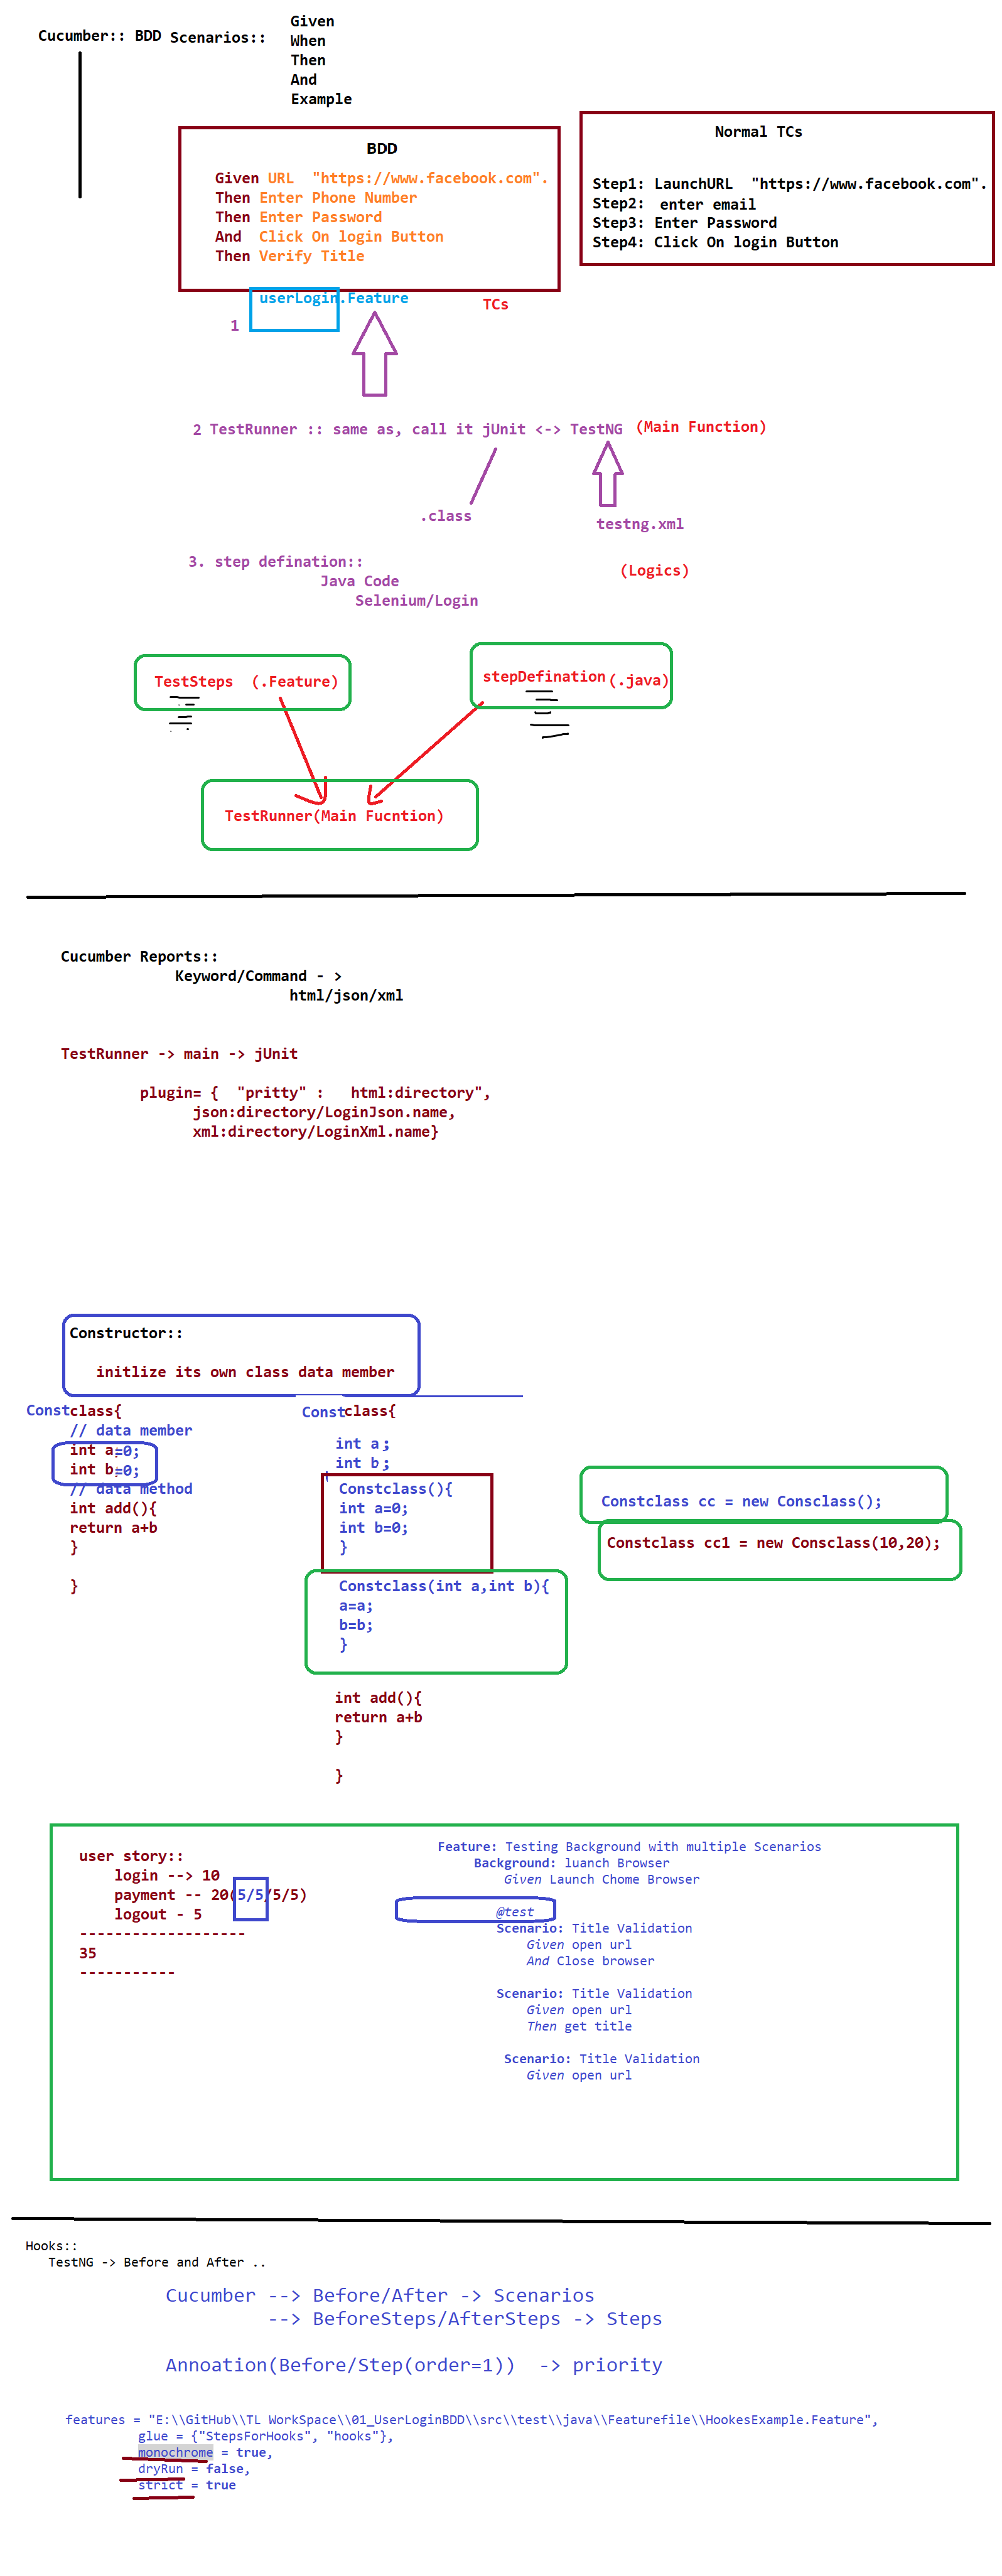 Cucumber:: BDD Scenarios::
Given
When
Then
And
Example
BDD
Given URL "https://www.facebook.com".
Then Enter Phone Number
Then Enter Password
And Click On login Button
Then Verify Title
Normal TCs
Step1: LaunchURL "https://www.facebook.com".
Step2: enter email
Step3: Enter Password
Step4: Click On login Button
userLogin.Feature
TCs
1
2 TestRunner :: same as, call it jUnit <-> TestNG (Main Function)
.class
testng.xml
3. step defination::
(Logics)
Java Code
Selenium/Login
TestSteps (.Feature)
stepDefination(.java)
TestRunner(Main Fucntion)
Cucumber Reports::
Keyword/Command - >
html/json/xml
TestRunner -> main -> jUnit
plugin= { "pritty" : html:directory",
json:directory/LoginJson.name,
xml:directory/LoginXml.name}
Constructor::
initlize its own class data member
Constclass{
// data member
int a=0;
int b=0;
// data method
int add(){
return a+b
}
}
Constclass{
int a;
int b;
Constclass(){
int a=0;
int b=0;
}
Constclass(int a,int b){
a=a;
b=b;
}
int add(){
return a+b
}
}
Constclass cc = new Consclass();
Constclass cc1 = new Consclass(10,20);
user story::
login --> 10
payment -- 20(5/5/5/5)
logout - 5
-------------------
35
-----------
Feature: Testing Background with multiple Scenarios
Background: luanch Browser
Given Launch Chome Browser
@test
Scenario: Title Validation
Given open url
And Close browser
Scenario: Title Validation
Given open url
Then get title
Scenario: Title Validation
Given open url
Hooks::
TestNG -> Before and After ..
Cucumber --> Before/After -> Scenarios
--> BeforeSteps/AfterSteps -> Steps
Annoation(Before/Step(order=1)) -> priority
features = "E:\\GitHub\\TL WorkSpace\\01_UserLoginBDD\\src\\test\\java\\Featurefile\\HookesExample.Feature",
glue = {"StepsForHooks", "hooks"},
monochrome = true,
dryRun = false,
strict = true